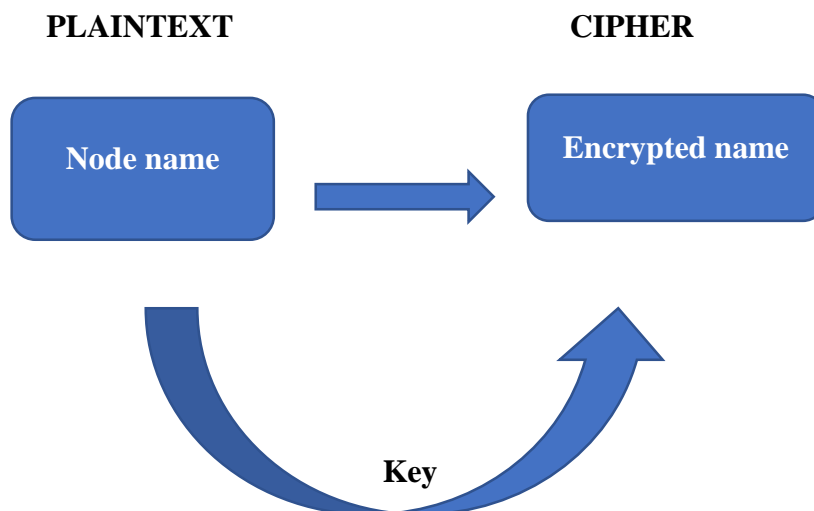 PLAINTEXT
CIPHER
Node name
Encrypted name
Key